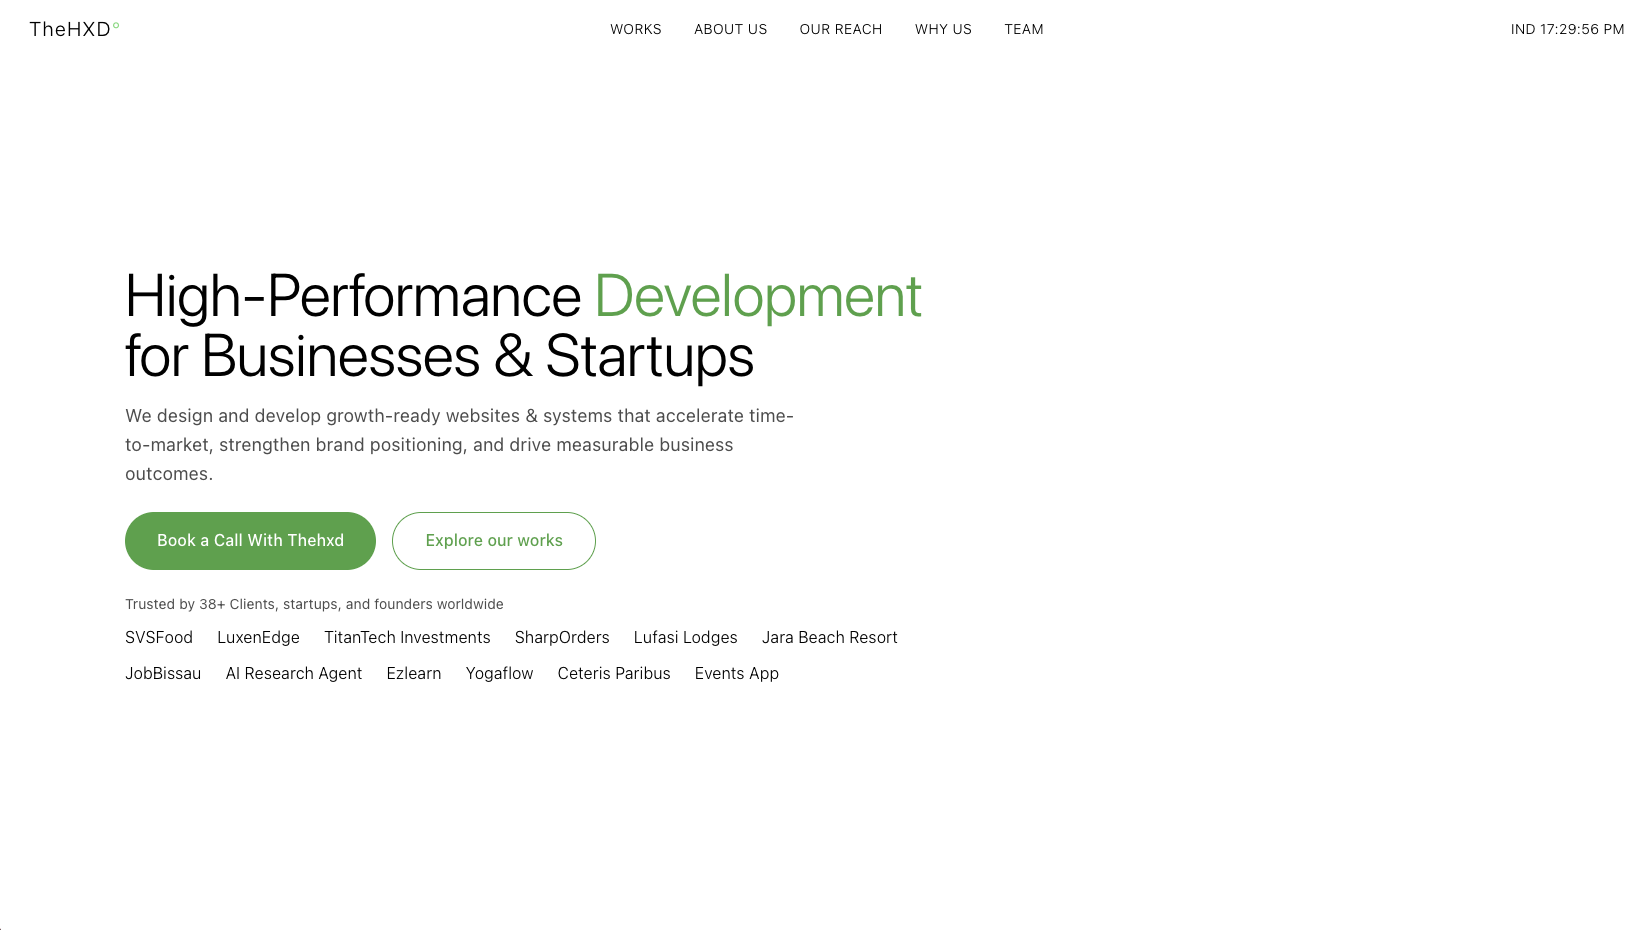 TheHXD°
WORKS ABOUT US OUR REACH WHY US TEAM
IND 17:29:56 PM
High-Performance Development
for Businesses & Startups
We design and develop growth-ready websites & systems that accelerate time-
to-market, strengthen brand positioning, and drive measurable business
outcomes.
Book a Call With Thehxd
Explore our works
Trusted by 38+ Clients, startups, and founders worldwide
SVSFood LuxenEdge TitanTech Investments SharpOrders Lufasi Lodges Jara Beach Resort
JobBissau AI Research Agent Ezlearn Yogaflow Ceteris Paribus Events App